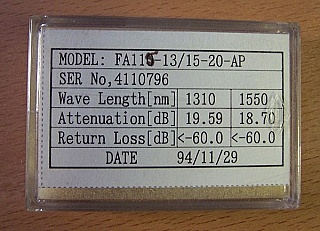 MODEL: FA115-13/15-20-AP
SER No,4110796
Wave Length[nm] 1310 1550
Attenuation[dB] 19.59 18.70
Return Loss[dB] <-60.0 <-60.0
DATE 94/11/29